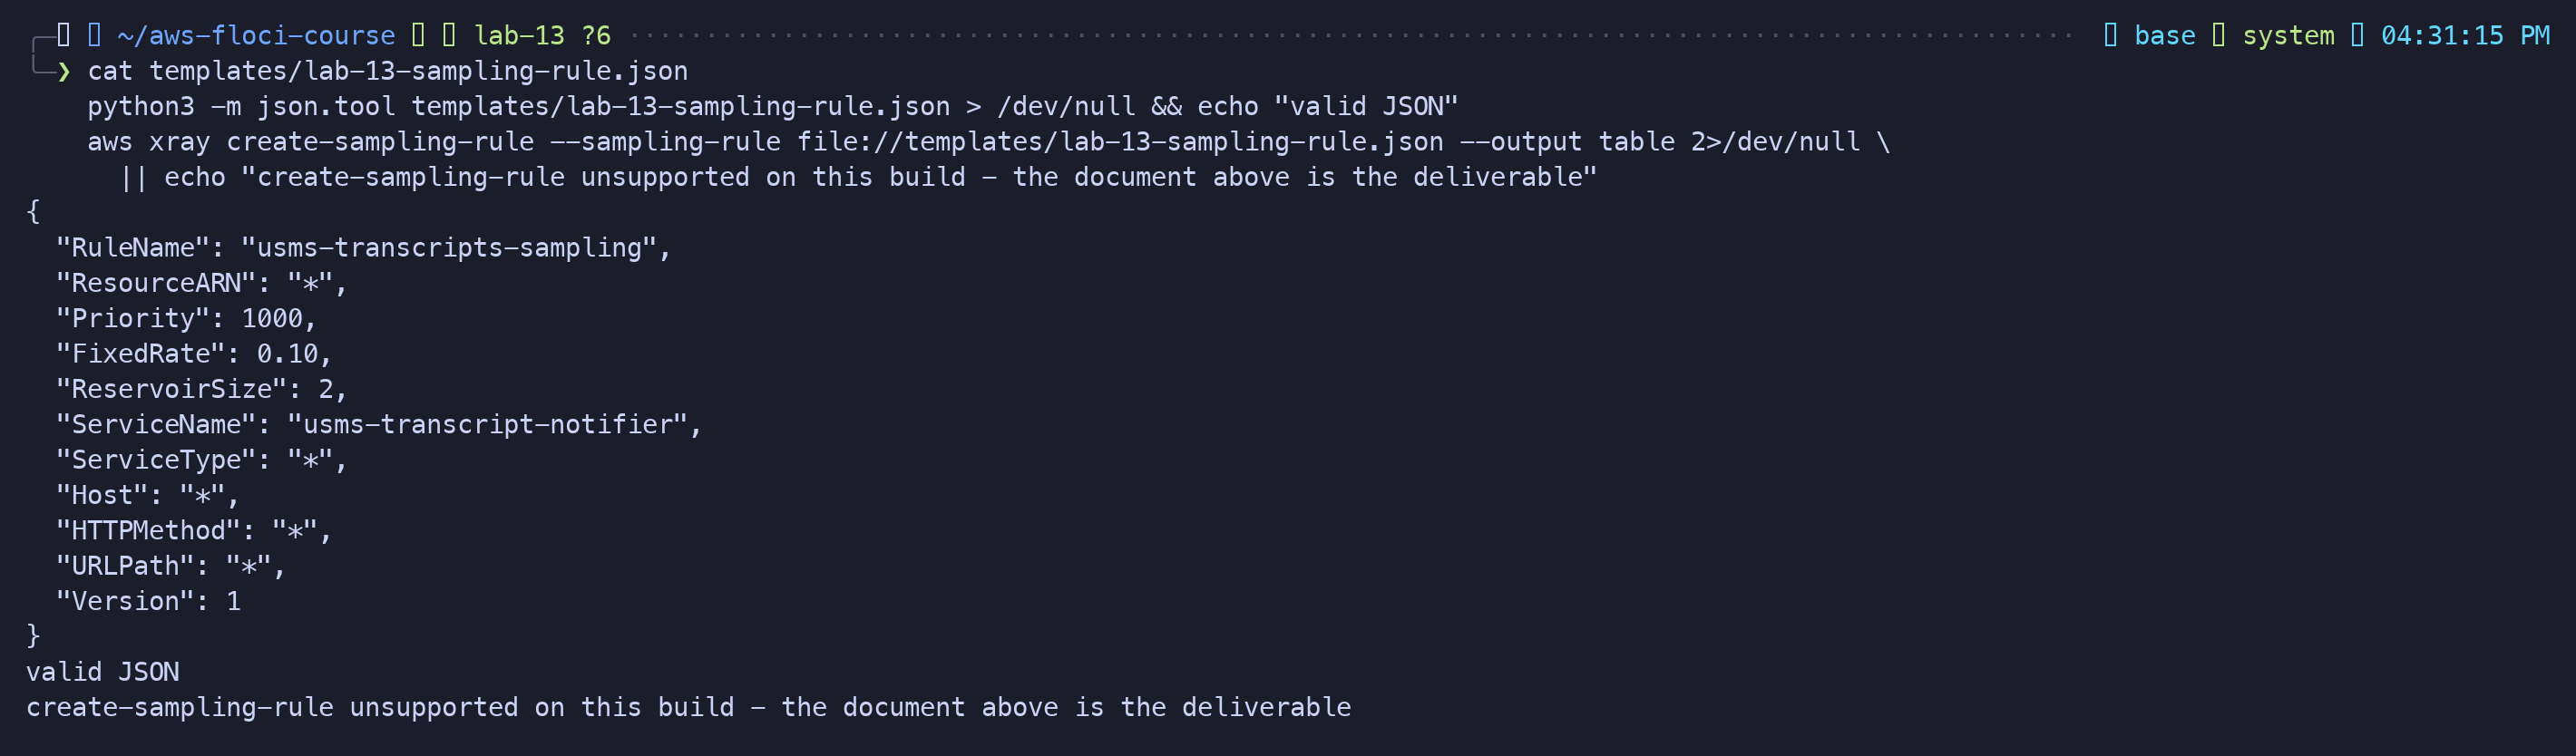 ~/aws-floci-course lab-13 ?6 base system 04:31:15 PM
❯ cat templates/lab-13-sampling-rule.json
python3 -m json.tool templates/lab-13-sampling-rule.json > /dev/null && echo "valid JSON"
aws xray create-sampling-rule --sampling-rule file://templates/lab-13-sampling-rule.json --output table 2>/dev/null \
|| echo "create-sampling-rule unsupported on this build - the document above is the deliverable"
{
"RuleName": "usms-transcripts-sampling",
"ResourceARN": "*",
"Priority": 1000,
"FixedRate": 0.10,
"ReservoirSize": 2,
"ServiceName": "usms-transcript-notifier",
"ServiceType": "*",
"Host": "*",
"HTTPMethod": "*",
"URLPath": "*",
"Version": 1
}
valid JSON
create-sampling-rule unsupported on this build - the document above is the deliverable